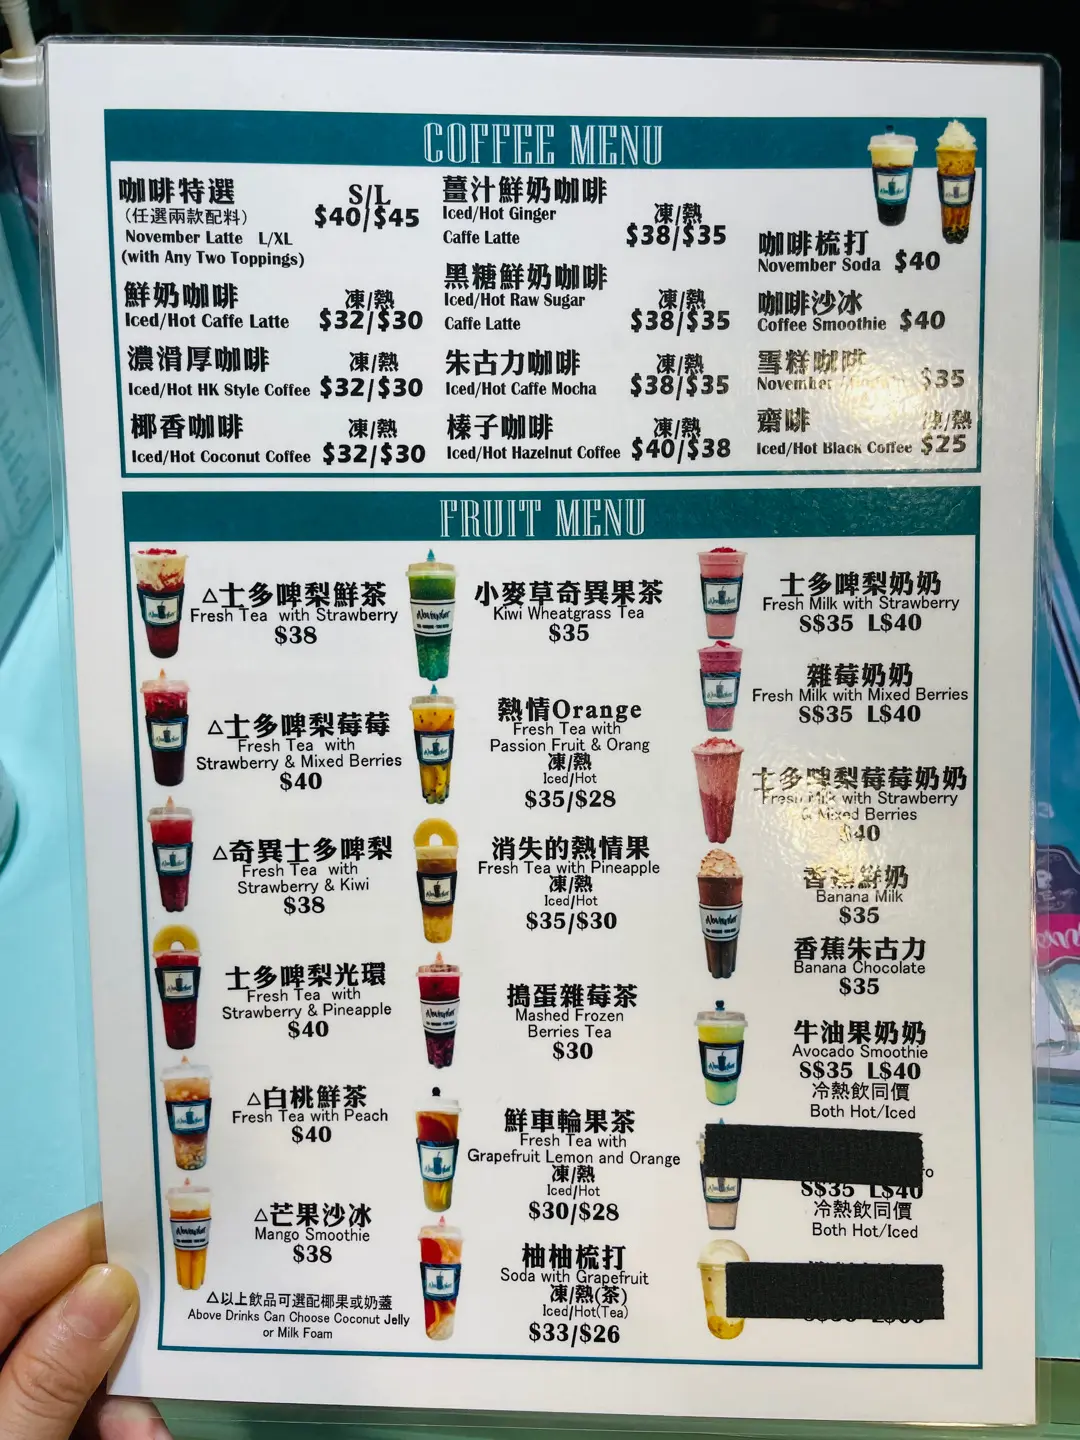 COFFEE MENU
咖啡特選
(任選兩款配料)
November Latte L/XL
(with Any Two Toppings)
S/L
$40/$45
鮮奶咖啡
Iced/Hot Caffe Latte
凍/熱
$32/$30
濃滑厚咖啡
Iced/Hot HK Style Coffee
凍/熱
$32/$30
椰香咖啡
Iced/Hot Coconut Coffee
凍/熱
$32/$30
薑汁鮮奶咖啡
Iced/Hot Ginger
Caffe Latte
凍/熱
$38/$35
黑糖鮮奶咖啡
Iced/Hot Raw Sugar
Caffe Latte
凍/熱
$38/$35
朱古力咖啡
Iced/Hot Caffe Mocha
凍/熱
$38/$35
榛子咖啡
Iced/Hot Hazelnut Coffee
凍/熱
$40/$38
咖啡梳打
November Soda $40
咖啡沙冰
Coffee Smoothie $40
雪糕咖啡
November $35
齋啡
凍/熱
Iced/Hot Black Coffee $25
FRUIT MENU
△士多啤梨鮮茶
Fresh Tea with Strawberry
$38
△士多啤梨莓莓
Fresh Tea with
Strawberry & Mixed Berries
$40
△奇異士多啤梨
Fresh Tea with
Strawberry & Kiwi
$38
士多啤梨光環
Fresh Tea with
Strawberry & Pineapple
$40
△白桃鮮茶
Fresh Tea with Peach
$40
△芒果沙冰
Mango Smoothie
$38
△以上飲品可選配椰果或奶蓋
Above Drinks Can Choose Coconut Jelly
or Milk Foam
小麥草奇異果茶
Kiwi Wheatgrass Tea
$35
熱情Orange
Fresh Tea with
Passion Fruit & Orang
凍/熱
Iced/Hot
$35/$28
消失的熱情果
Fresh Tea with Pineapple
凍/熱
Iced/Hot
$35/$30
搗蛋雜莓茶
Mashed Frozen
Berries Tea
$30
鮮車輪果茶
Fresh Tea with
Grapefruit Lemon and Orange
凍/熱
Iced/Hot
$30/$28
柚柚梳打
Soda with Grapefruit
凍/熱(茶)
Iced/Hot(Tea)
$33/$26
士多啤梨奶奶
Fresh Milk with Strawberry
S$35 L$40
雜莓奶奶
Fresh Milk with Mixed Berries
S$35 L$40
士多啤梨莓莓奶奶
Fresh Milk with Strawberry
& Mixed Berries
$40
香蕉鮮奶
Banana Milk
$35
香蕉朱古力
Banana Chocolate
$35
牛油果奶奶
Avocado Smoothie
S$35 L$40
冷熱飲同價
Both Hot/Iced
S$35 L$40
冷熱飲同價
Both Hot/Iced